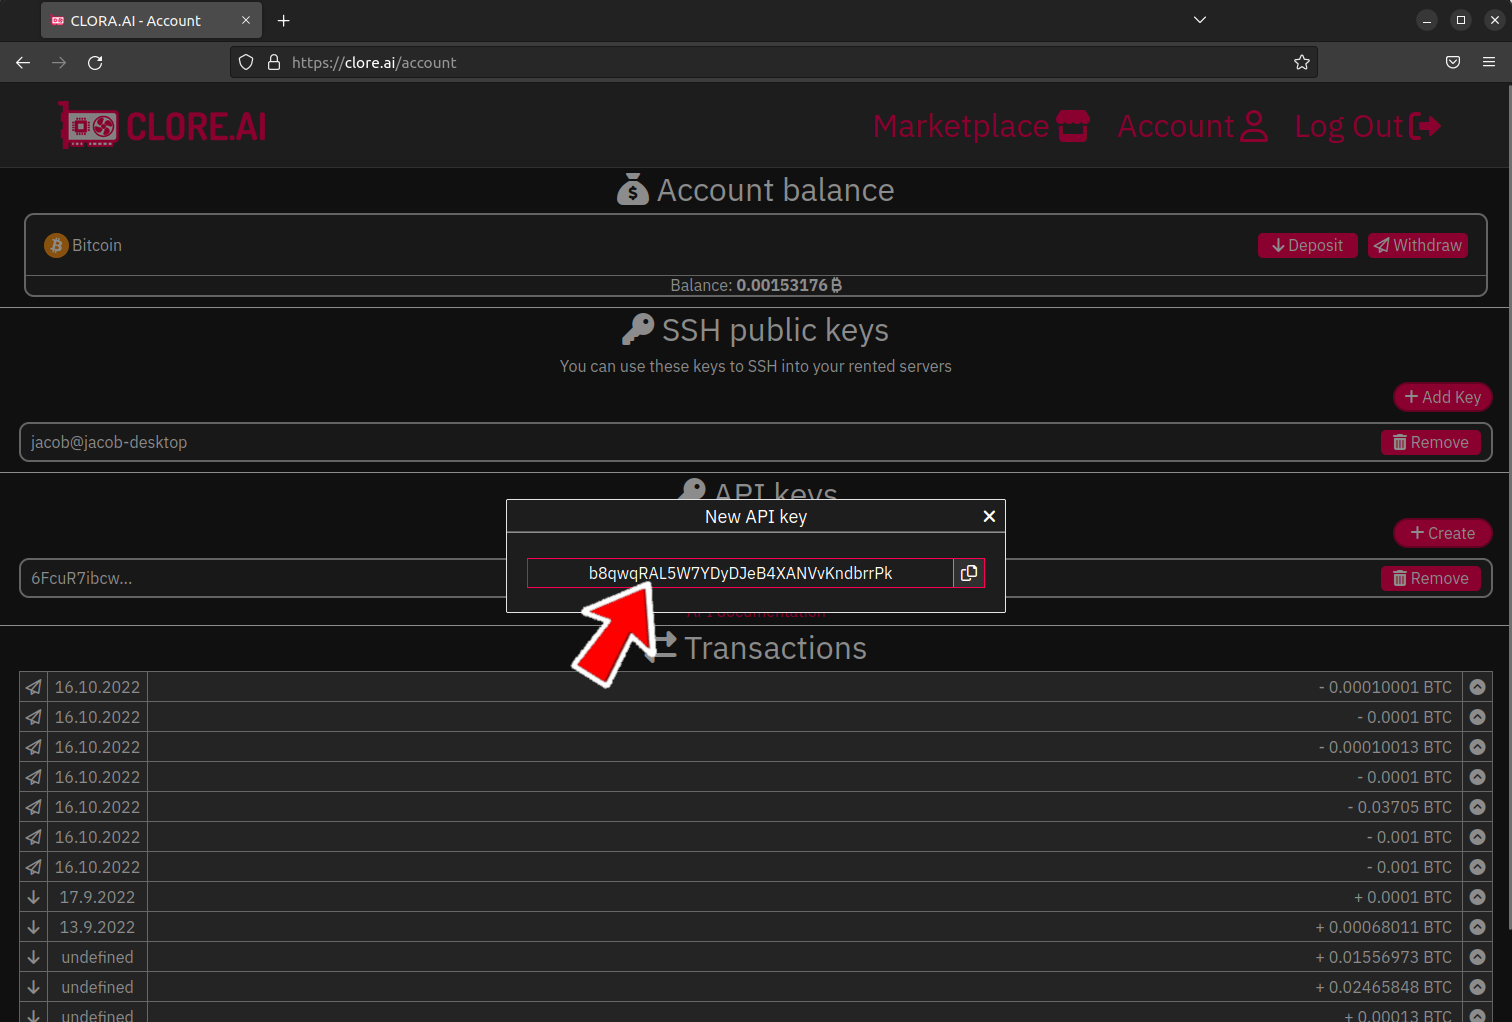 CLORA.AI - Account
https://clore.ai/account
CLORE.AI
Marketplace Account Log Out
Account balance
Bitcoin Deposit Withdraw
Balance: 0.00153176
SSH public keys
You can use these keys to SSH into your rented servers
+ Add Key
jacob@jacob-desktop Remove
API keys
New API key
+ Create
b8qwqRAL5W7YDyDJeB4XANVvKndbrrPk
6FcuR7ibcw... Remove
API documentation
Transactions
16.10.2022 - 0.00010001 BTC
16.10.2022 - 0.0001 BTC
16.10.2022 - 0.00010013 BTC
16.10.2022 - 0.0001 BTC
16.10.2022 - 0.03705 BTC
16.10.2022 - 0.001 BTC
16.10.2022 - 0.001 BTC
17.9.2022 + 0.0001 BTC
13.9.2022 + 0.00068011 BTC
undefined + 0.01556973 BTC
undefined + 0.02465848 BTC
undefined + 0.00013 BTC